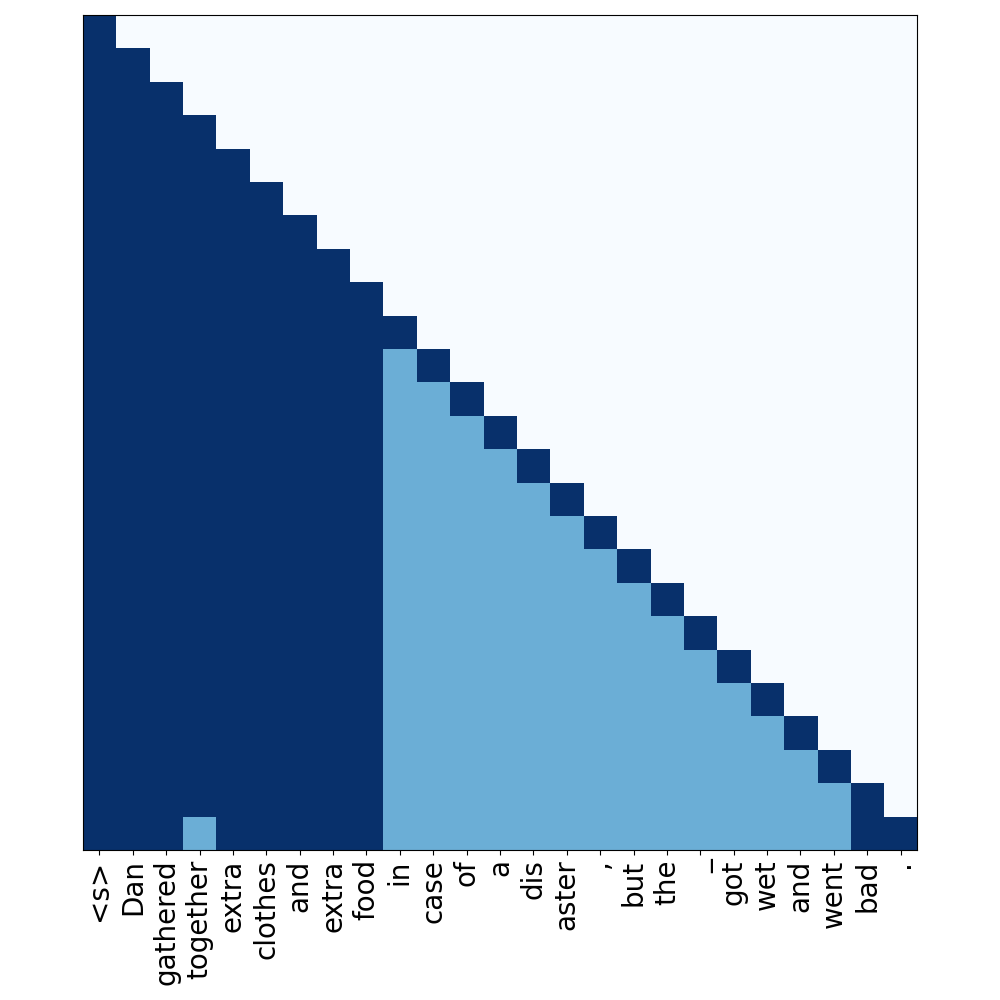 <s>
Dan
gathered
together
extra
clothes
and
extra
food
in
case
of
a
dis
aster
,
but
the
_
got
wet
and
went
bad
.